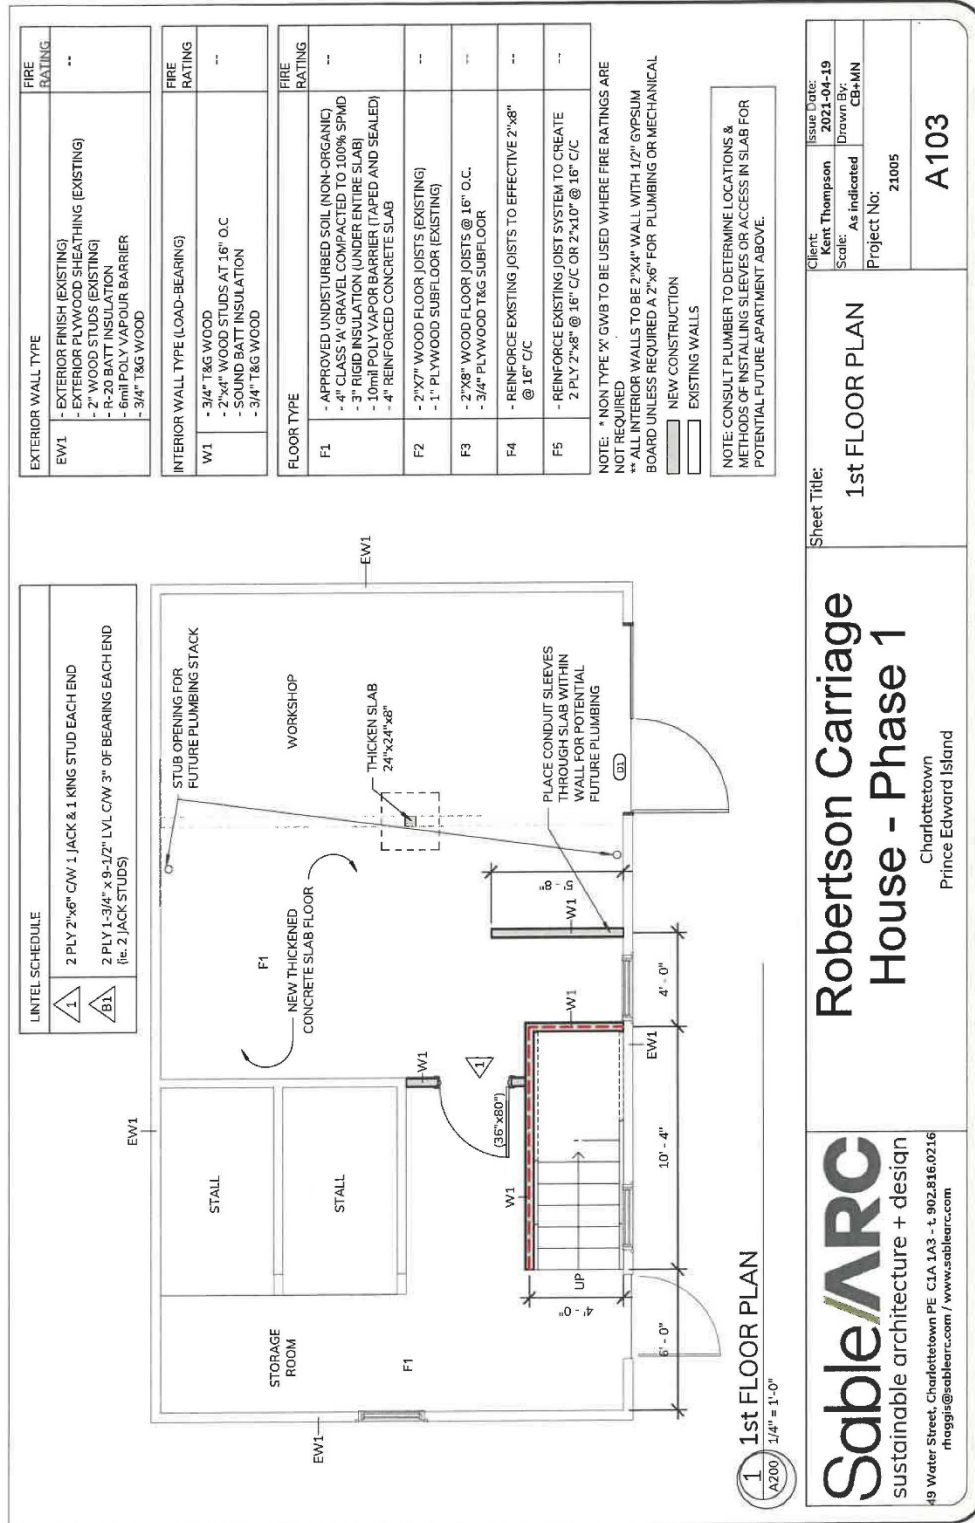 LINTEL SCHEDULE
1
2 PLY 2"x6" C/W 1 JACK & 1 KING STUD EACH END
B1
2 PLY 1-3/4" x 9-1/2" LVL C/W 3" OF BEARING EACH END
(ie. 2 JACK STUDS)
EXTERIOR WALL TYPE
FIRE
RATING
EW1
- EXTERIOR FINISH (EXISTING)
- EXTERIOR PLYWOOD SHEATHING (EXISTING)
- 2" WOOD STUDS (EXISTING)
- R-20 BATT INSULATION
- 6mil POLY VAPOUR BARRIER
- 3/4" T&G WOOD
--
INTERIOR WALL TYPE (LOAD-BEARING)
FIRE
RATING
W1
- 3/4" T&G WOOD
- 2"x4" WOOD STUDS AT 16" O.C
- SOUND BATT INSULATION
- 3/4" T&G WOOD
--
FLOOR TYPE
FIRE
RATING
F1
- APPROVED UNDISTURBED SOIL (NON-ORGANIC)
- 4" CLASS 'A' GRAVEL COMPACTED TO 100% SPMD
- 3" RIGID INSULATION (UNDER ENTIRE SLAB)
- 10mil POLY VAPOR BARRIER (TAPED AND SEALED)
- 4" REINFORCED CONCRETE SLAB
--
F2
- 2"X7" WOOD FLOOR JOISTS (EXISTING)
- 1" PLYWOOD SUBFLOOR (EXISTING)
--
F3
- 2"X8" WOOD FLOOR JOISTS @ 16" O.C.
- 3/4" PLYWOOD T&G SUBFLOOR
--
F4
- REINFORCE EXISTING JOISTS TO EFFECTIVE 2"x8"
@ 16" C/C
--
F5
- REINFORCE EXISTING JOIST SYSTEM TO CREATE
2 PLY 2"x8" @ 16" C/C OR 2"x10" @ 16" C/C
--
NOTE: * NON TYPE 'X' GWB TO BE USED WHERE FIRE RATINGS ARE
NOT REQUIRED
** ALL INTERIOR WALLS TO BE 2"X4" WALL WITH 1/2" GYPSUM
BOARD UNLESS REQUIRED A 2"x6" FOR PLUMBING OR MECHANICAL
NEW CONSTRUCTION
EXISTING WALLS
NOTE: CONSULT PLUMBER TO DETERMINE LOCATIONS &
METHODS OF INSTALLING SLEEVES OR ACCESS IN SLAB FOR
POTENTIAL FUTURE APARTMENT ABOVE.
EW1
STALL
STALL
STORAGE
ROOM
F1
EW1
F1
NEW THICKENED
CONCRETE SLAB FLOOR
STUB OPENING FOR
FUTURE PLUMBING STACK
WORKSHOP
THICKEN SLAB
24"x24"x8"
EW1
W1
1
(36"x80")
W1
W1
W1
5' - 8"
PLACE CONDUIT SLEEVES
THROUGH SLAB WITHIN
WALL FOR POTENTIAL
FUTURE PLUMBING
D1
UP
4' - 0"
EW1
6' - 0"
10' - 4"
4' - 0"
1
A200
1st FLOOR PLAN
1/4" = 1'-0"
Sable/ARC
sustainable architecture + design
49 Water Street, Charlottetown PE C1A 1A3 - t. 902.816.0216
rhaggis@sablearc.com / www.sablearc.com
Robertson Carriage
House - Phase 1
Charlottetown
Prince Edward Island
Sheet Title:
1st FLOOR PLAN
Client:
Kent Thompson
Issue Date:
2021-04-19
Scale:
As indicated
Drawn By:
CB+MN
Project No:
21005
A103